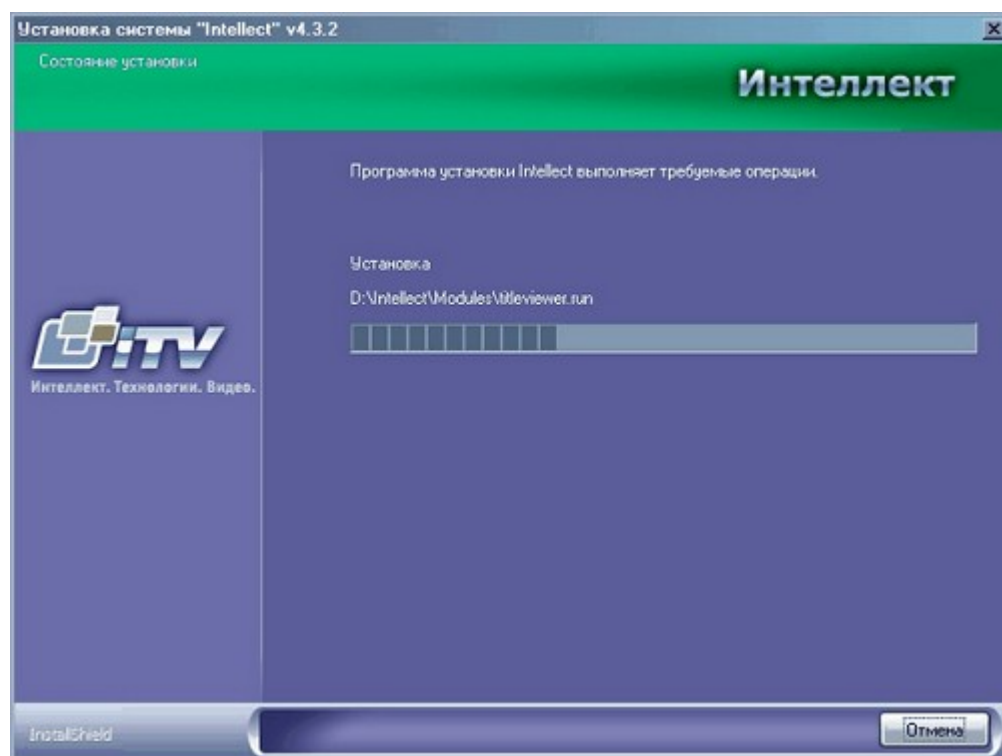 Установка системы "Intellect" v4.3.2
Состояние установки
Интеллект
Программа установки Intellect выполняет требуемые операции.
Установка
D:\Intellect\Modules\titleviewer.run
iTV
Интеллект. Технологии. Видео.
InstallShield
Отмена